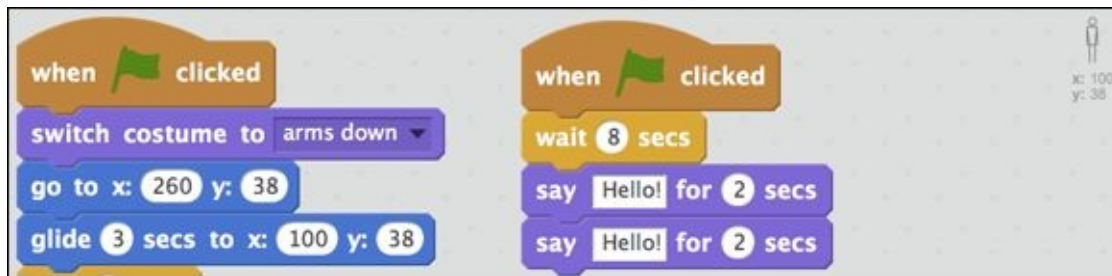 when clicked
switch costume to arms down
go to x: 260 y: 38
glide 3 secs to x: 100 y: 38
when clicked
wait 8 secs
say Hello! for 2 secs
say Hello! for 2 secs
x: 100
y: 38